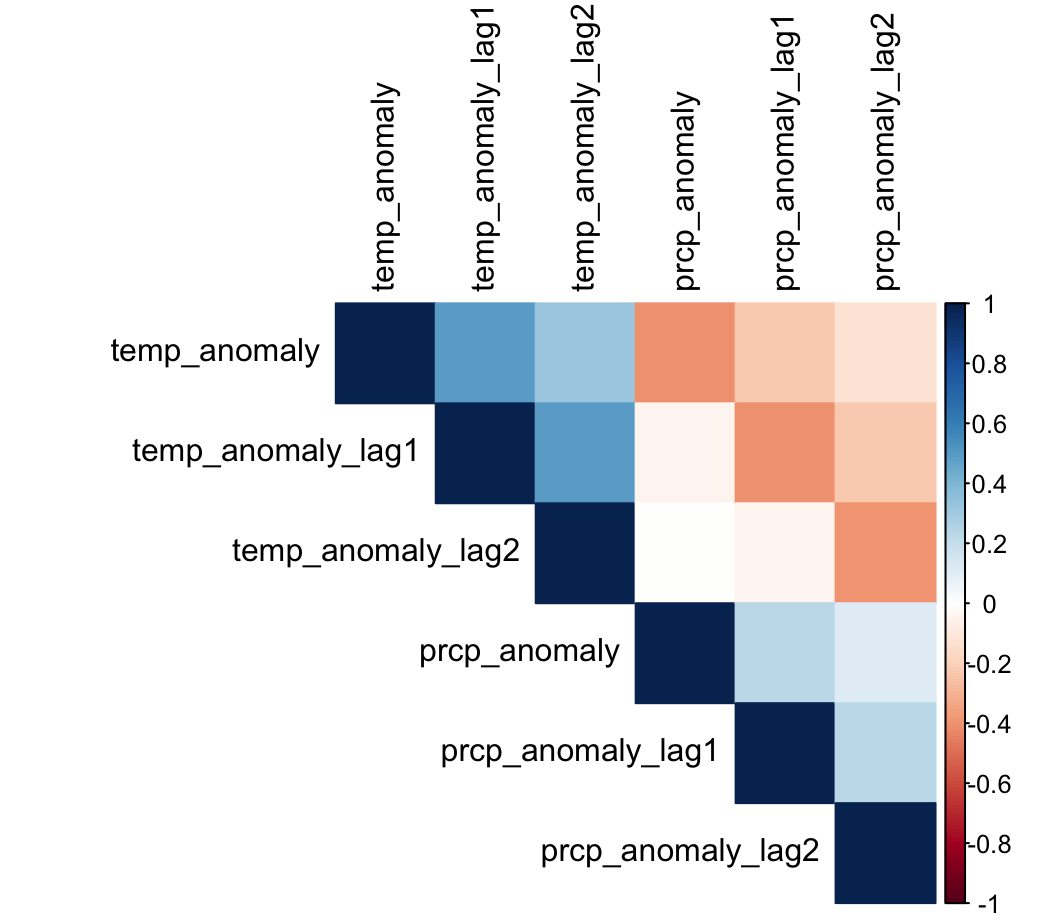 temp_anomaly
temp_anomaly_lag1
temp_anomaly_lag2
prcp_anomaly
prcp_anomaly_lag1
prcp_anomaly_lag2
temp_anomaly
temp_anomaly_lag1
temp_anomaly_lag2
prcp_anomaly
prcp_anomaly_lag1
prcp_anomaly_lag2
1
0.8
0.6
0.4
0.2
0
-0.2
-0.4
-0.6
-0.8
-1